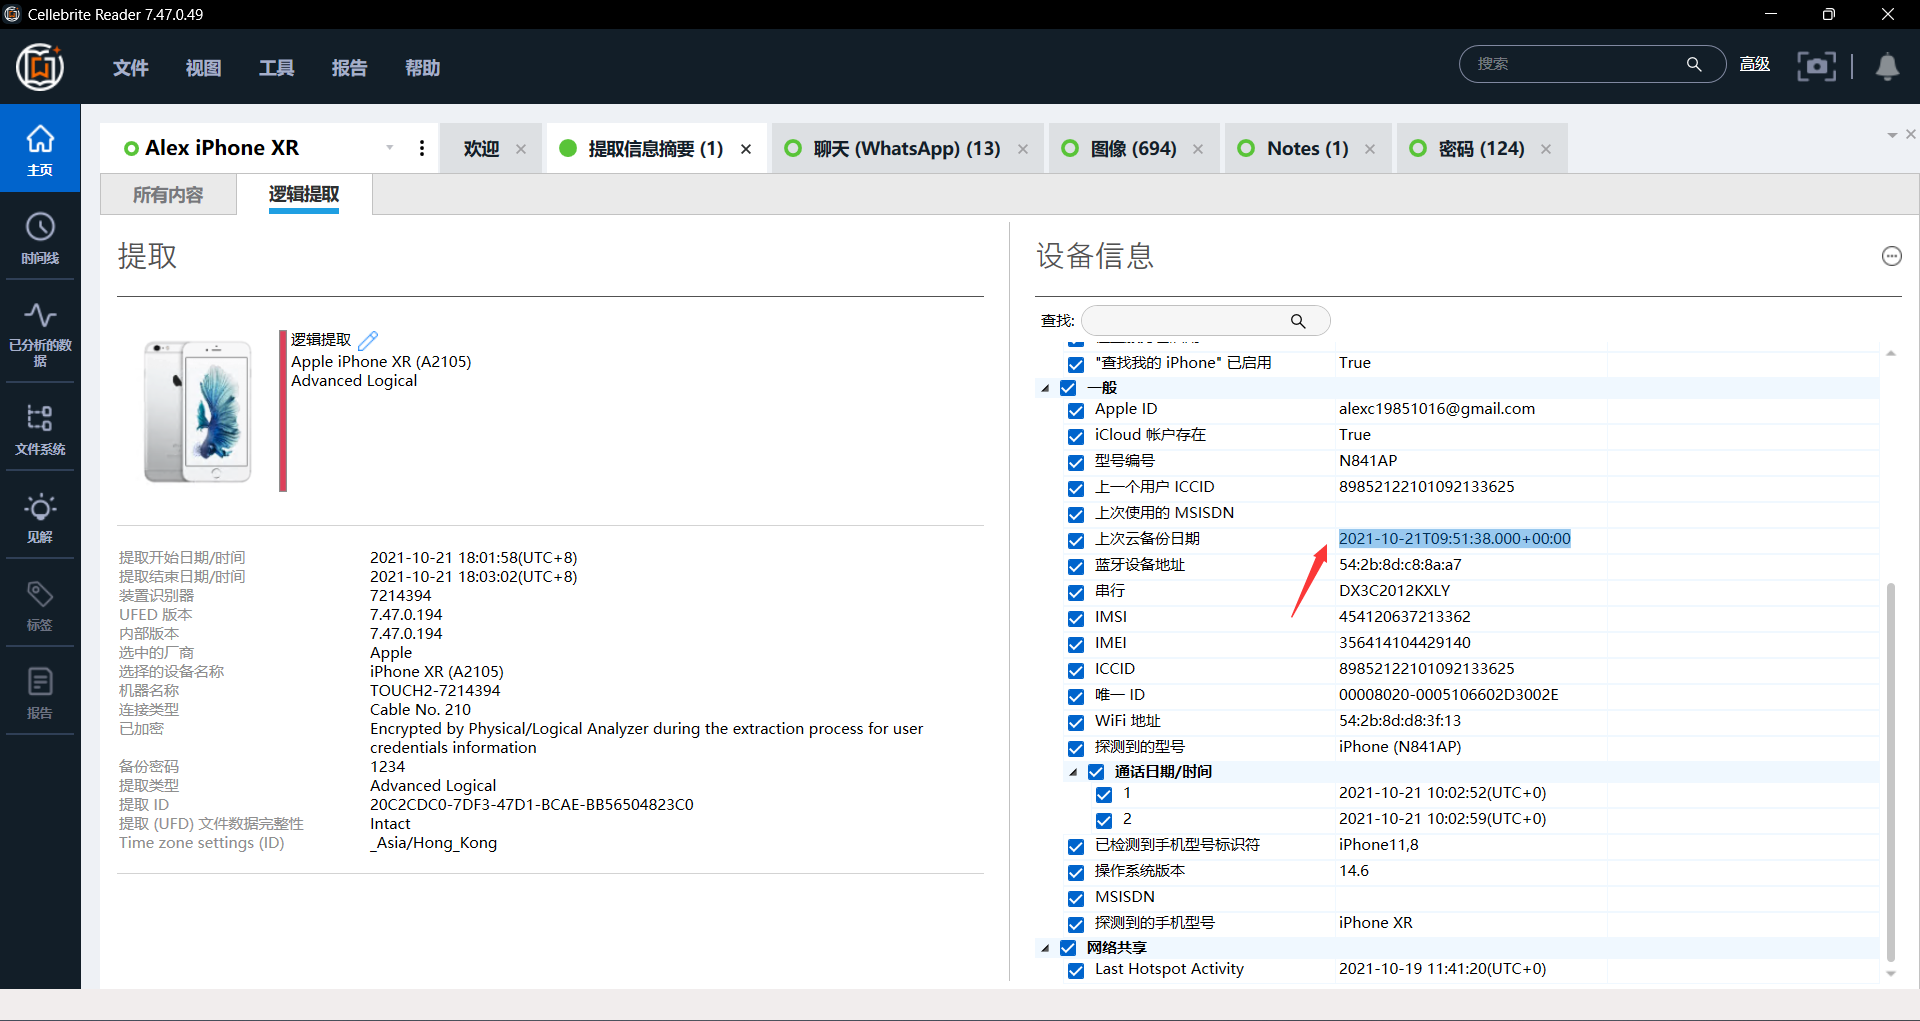 Cellebrite Reader 7.47.0.49
文件 视图 工具 报告 帮助
搜索 高级
主页
时间线
已分析的数
据
文件系统
见解
标签
报告
Alex iPhone XR
欢迎
提取信息摘要 (1)
聊天 (WhatsApp) (13)
图像 (694)
Notes (1)
密码 (124)
所有内容
逻辑提取
提取
逻辑提取
Apple iPhone XR (A2105)
Advanced Logical
提取开始日期/时间 2021-10-21 18:01:58(UTC+8)
提取结束日期/时间 2021-10-21 18:03:02(UTC+8)
装置识别器 7214394
UFED 版本 7.47.0.194
内部版本 7.47.0.194
选中的厂商 Apple
选择的设备名称 iPhone XR (A2105)
机器名称 TOUCH2-7214394
连接类型 Cable No. 210
已加密 Encrypted by Physical/Logical Analyzer during the extraction process for user
credentials information
备份密码 1234
提取类型 Advanced Logical
提取 ID 20C2CDC0-7DF3-47D1-BCAE-BB56504823C0
提取 (UFD) 文件数据完整性 Intact
Time zone settings (ID) _Asia/Hong_Kong
设备信息
查找:
"查找我的 iPhone" 已启用 True
一般
Apple ID alexc19851016@gmail.com
iCloud 帐户存在 True
型号编号 N841AP
上一个用户 ICCID 89852122101092133625
上次使用的 MSISDN
上次云备份日期 2021-10-21T09:51:38.000+00:00
蓝牙设备地址 54:2b:8d:c8:8a:a7
串行 DX3C2012KXLY
IMSI 454120637213362
IMEI 356414104429140
ICCID 89852122101092133625
唯一 ID 00008020-0005106602D3002E
WiFi 地址 54:2b:8d:d8:3f:13
探测到的型号 iPhone (N841AP)
通话日期/时间
1 2021-10-21 10:02:52(UTC+0)
2 2021-10-21 10:02:59(UTC+0)
已检测到手机型号标识符 iPhone11,8
操作系统版本 14.6
MSISDN
探测到的手机型号 iPhone XR
网络共享
Last Hotspot Activity 2021-10-19 11:41:20(UTC+0)